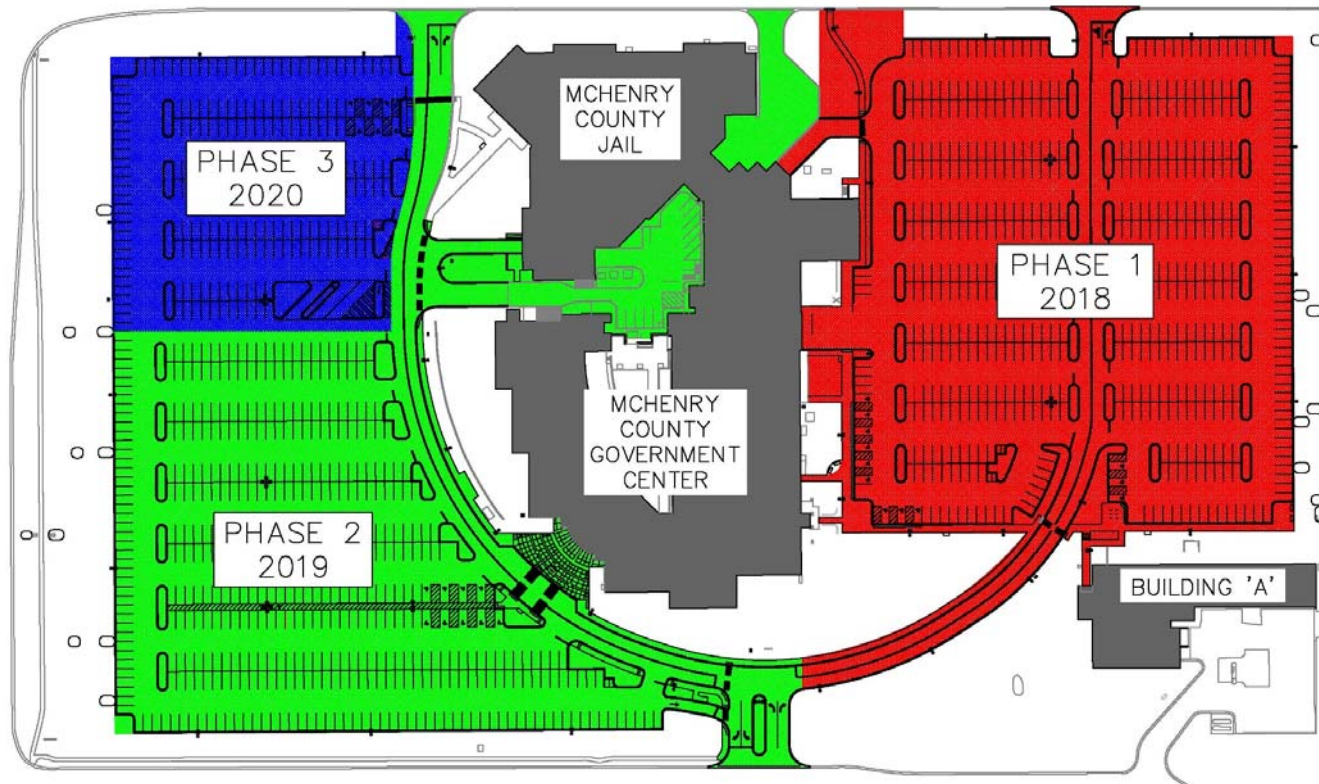 MCHENRY
COUNTY
JAIL
PHASE 3
2020
PHASE 1
2018
MCHENRY
COUNTY
GOVERNMENT
CENTER
PHASE 2
2019
BUILDING 'A'